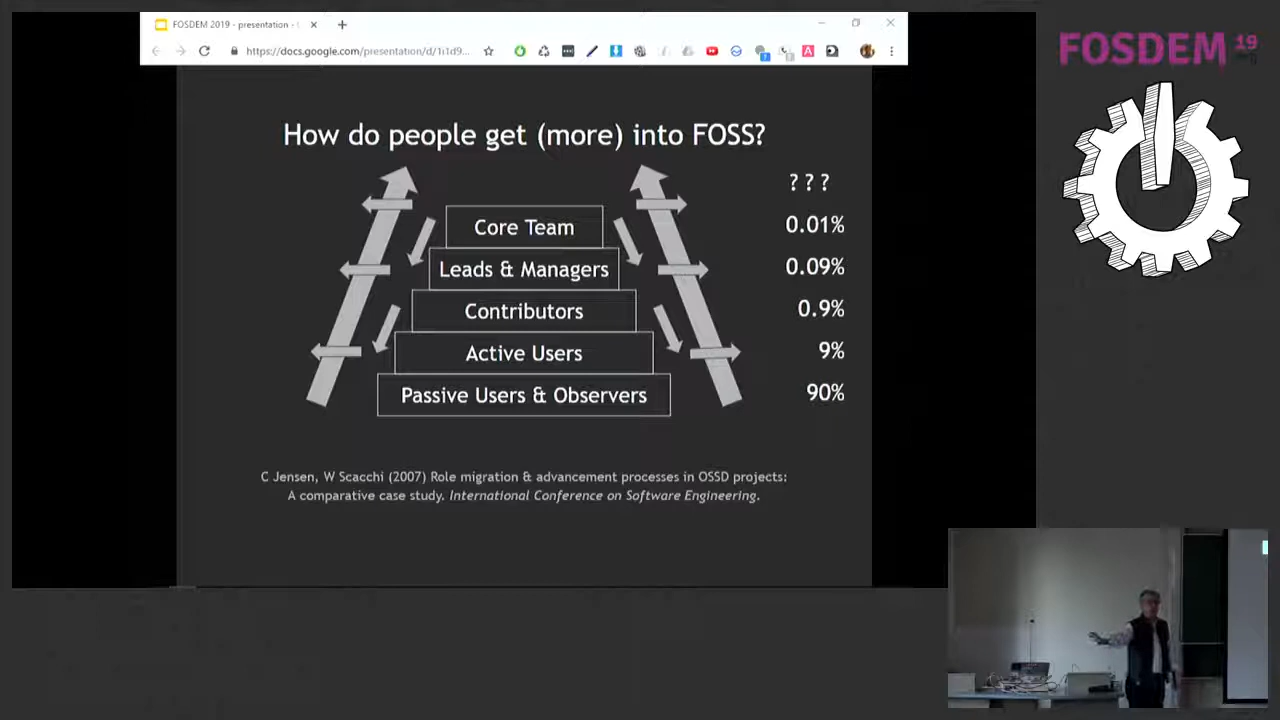 FOSDEM 2019 - presentation -
https://docs.google.com/presentation/d/1i1d9...
FOSDEM 19
How do people get (more) into FOSS?
? ? ?
Core Team 0.01%
Leads & Managers 0.09%
Contributors 0.9%
Active Users 9%
Passive Users & Observers 90%
C Jensen, W Scacchi (2007) Role migration & advancement processes in OSSD projects:
A comparative case study. International Conference on Software Engineering.